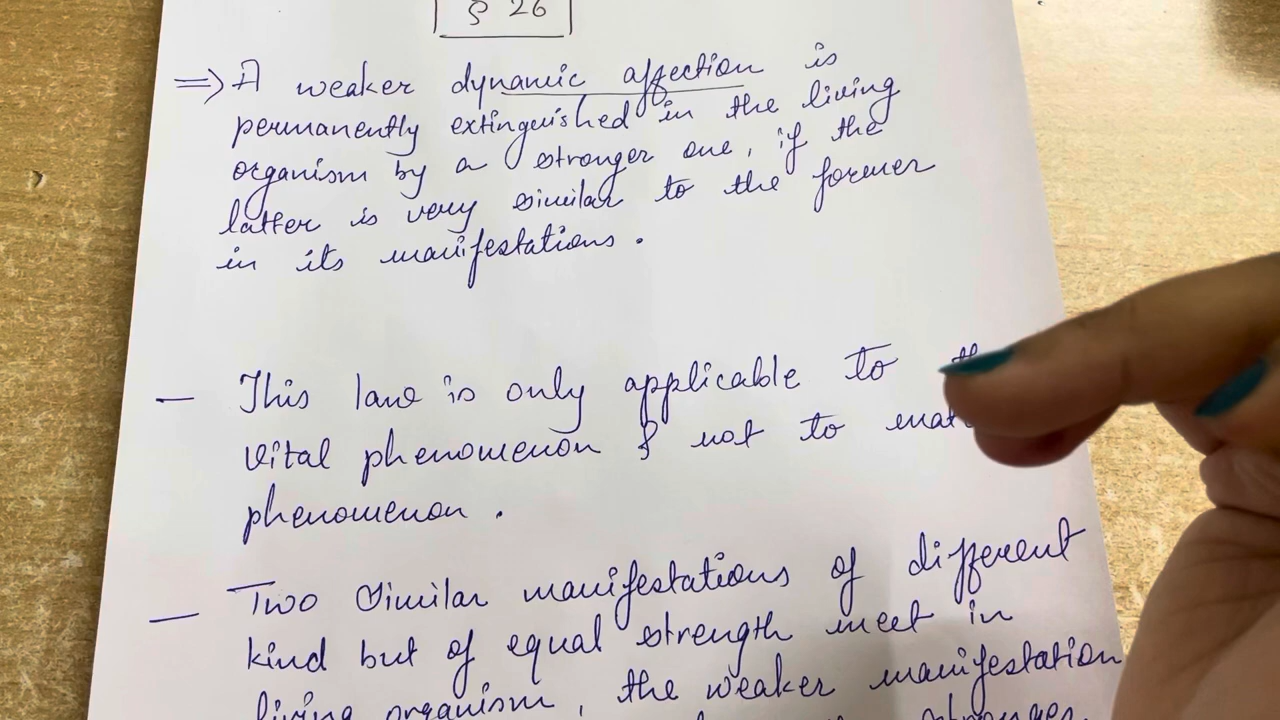 § 26
⇒ A weaker dynamic affection is
permanently extinguished in the living
organism by a stronger one, if the
latter is very similar to the former
in its manifestations.
- This law is only applicable to
vital phenomenon & not to
phenomenon.
- Two similar manifestations of different
kind but of equal strength meet in
living organism, the weaker manifestation